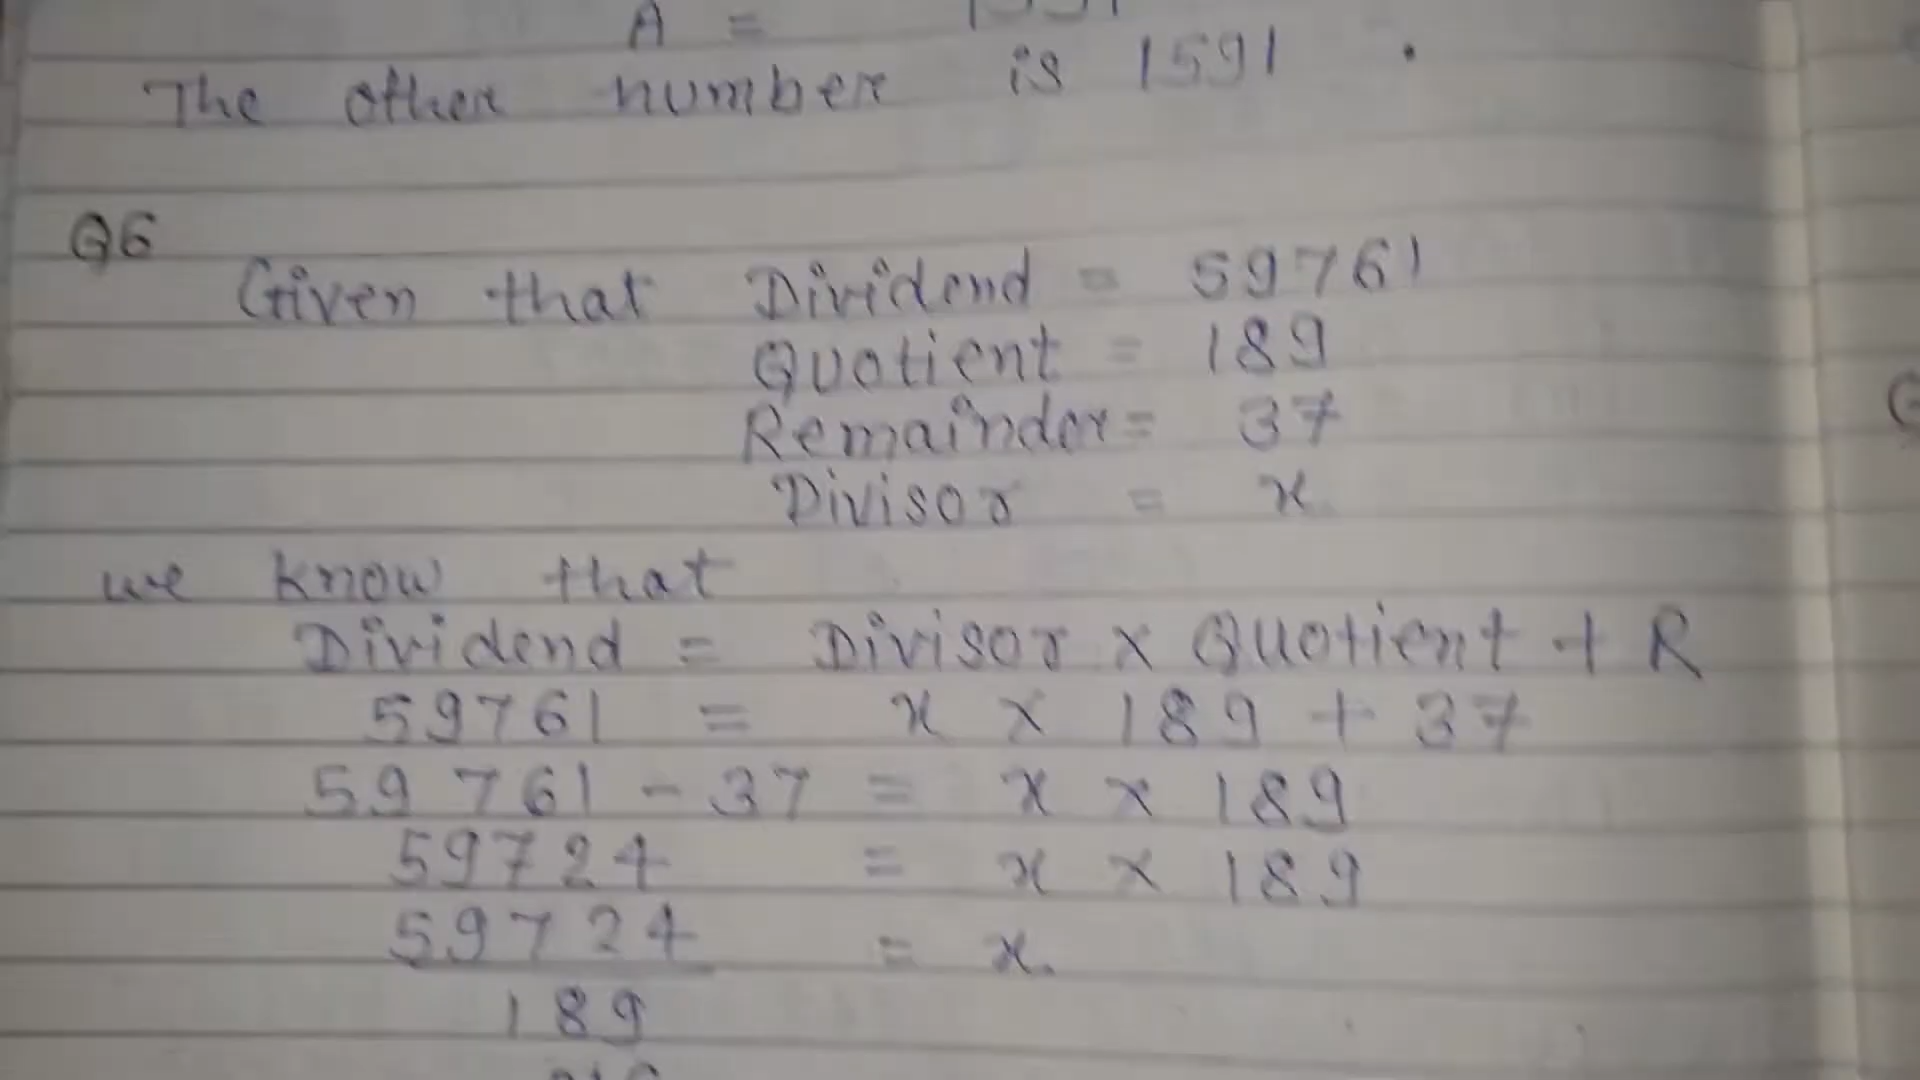 A =
The other number is 1591 .
Q6
Given that Dividend = 59761
Quotient = 189
Remainder = 37
Divisor = x
we know that
Dividend = Divisor x Quotient + R
59761 = x x 189 + 37
59761 - 37 = x x 189
59724 = x x 189
59724 = x.
189